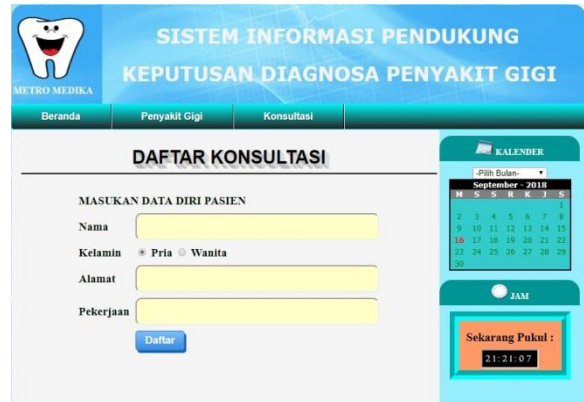 SISTEM INFORMASI PENDUKUNG
KEPUTUSAN DIAGNOSA PENYAKIT GIGI
METRO MEDIKA
Beranda Penyakit Gigi Konsultasi
DAFTAR KONSULTASI
MASUKAN DATA DIRI PASIEN
Nama
Kelamin Pria Wanita
Alamat
Pekerjaan
Daftar
KALENDER
-Pilih Bulan-
September - 2018
M S S R K J S
1
2 3 4 5 6 7 8
9 10 11 12 13 14 15
16 17 18 19 20 21 22
23 24 25 26 27 28 29
30
JAM
Sekarang Pukul :
21:21:07